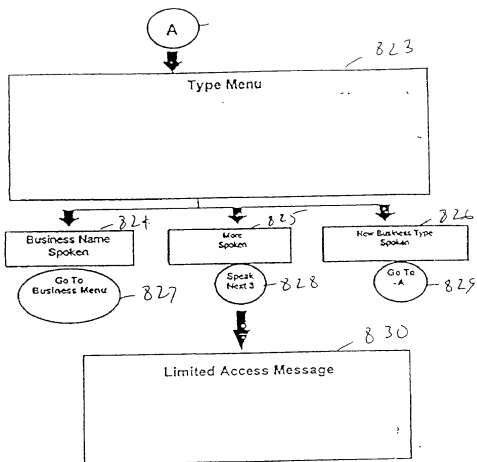 A
823
Type Menu
824
825
826
Business Name
Spoken
More
Spoken
New Business Type
Spoken
Go To
Business Menu
827
Speak
Next 3
828
Go To
-A
829
830
Limited Access Message